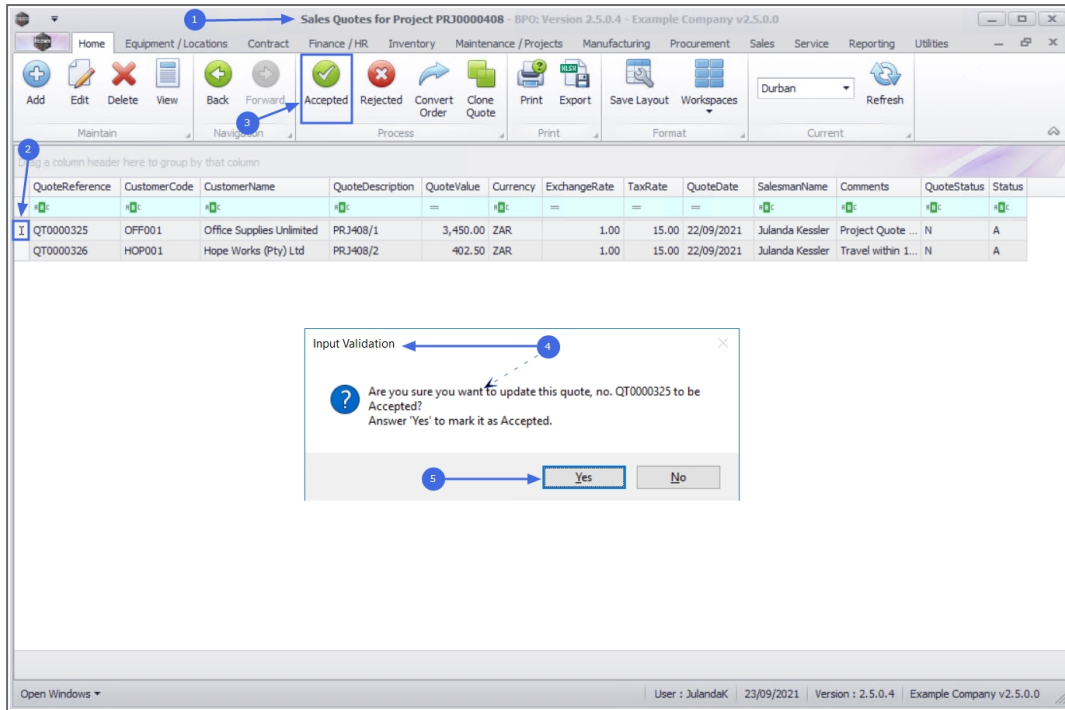 1
Sales Quotes for Project PRJ0000408 - BPO: Version 2.5.0.4 - Example Company v2.5.0.0
Home Equipment / Locations Contract Finance / HR Inventory Maintenance / Projects Manufacturing Procurement Sales Service Reporting Utilities
Add Edit Delete View Back Forward Accepted Rejected Convert Order Clone Quote Print Export Save Layout Workspaces Durban Refresh
3
Maintain Navigation Process Print Format Current
2
Drag a column header here to group by that column
QuoteReference CustomerCode CustomerName QuoteDescription QuoteValue Currency ExchangeRate TaxRate QuoteDate SalesmanName Comments QuoteStatus Status
QT0000325 OFF001 Office Supplies Unlimited PRJ408/1 3,450.00 ZAR 1.00 15.00 22/09/2021 Julanda Kessler Project Quote ... N A
QT0000326 HOP001 Hope Works (Pty) Ltd PRJ408/2 402.50 ZAR 1.00 15.00 22/09/2021 Julanda Kessler Travel within 1... N A
Input Validation
4
Are you sure you want to update this quote, no. QT0000325 to be
Accepted?
Answer 'Yes' to mark it as Accepted.
5
Yes No
Open Windows User : JulandaK 23/09/2021 Version : 2.5.0.4 Example Company v2.5.0.0